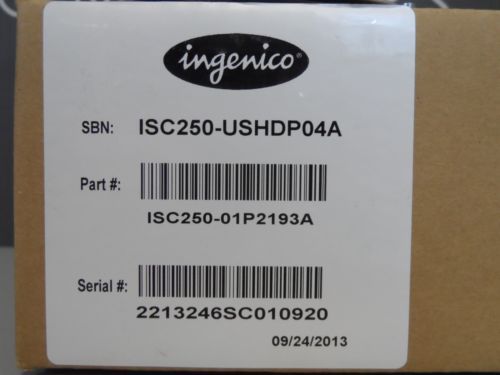 ingenico
SBN: ISC250-USHDP04A
Part #:
ISC250-01P2193A
Serial #:
2213246SC010920
09/24/2013